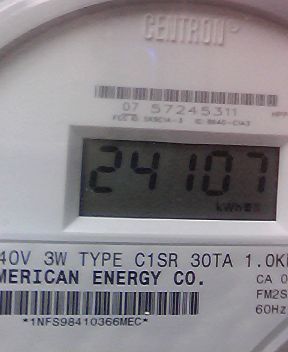 CENTRON®
07 57245311
24107
kWh
40V 3W TYPE C1SR 30TA 1.0K
MERICAN ENERGY CO.
CA 0
FM2S
60Hz
*1NFS98410366MEC*